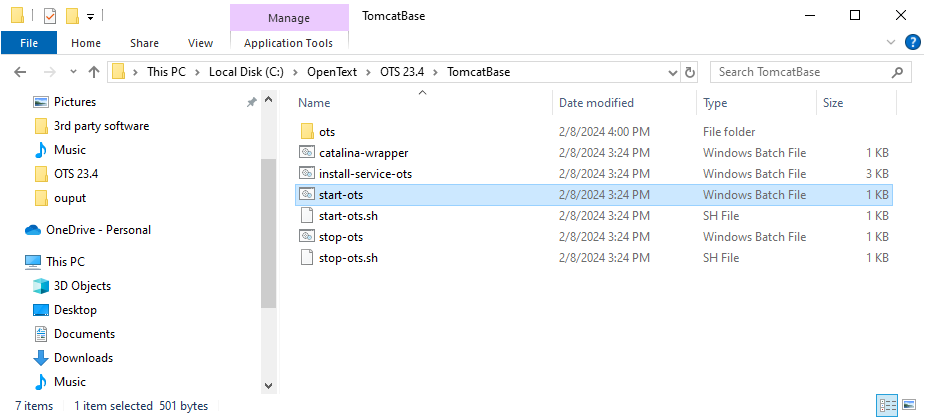 Manage TomcatBase
File Home Share View Application Tools
This PC Local Disk (C:) OpenText OTS 23.4 TomcatBase Search TomcatBase
Name Date modified Type Size
Pictures
3rd party software
Music
OTS 23.4
ouput
OneDrive - Personal
This PC
3D Objects
Desktop
Documents
Downloads
Music
ots 2/8/2024 4:00 PM File folder
catalina-wrapper 2/8/2024 3:24 PM Windows Batch File 1 KB
install-service-ots 2/8/2024 3:24 PM Windows Batch File 3 KB
start-ots 2/8/2024 3:24 PM Windows Batch File 1 KB
start-ots.sh 2/8/2024 3:24 PM SH File 1 KB
stop-ots 2/8/2024 3:24 PM Windows Batch File 1 KB
stop-ots.sh 2/8/2024 3:24 PM SH File 1 KB
7 items 1 item selected 501 bytes